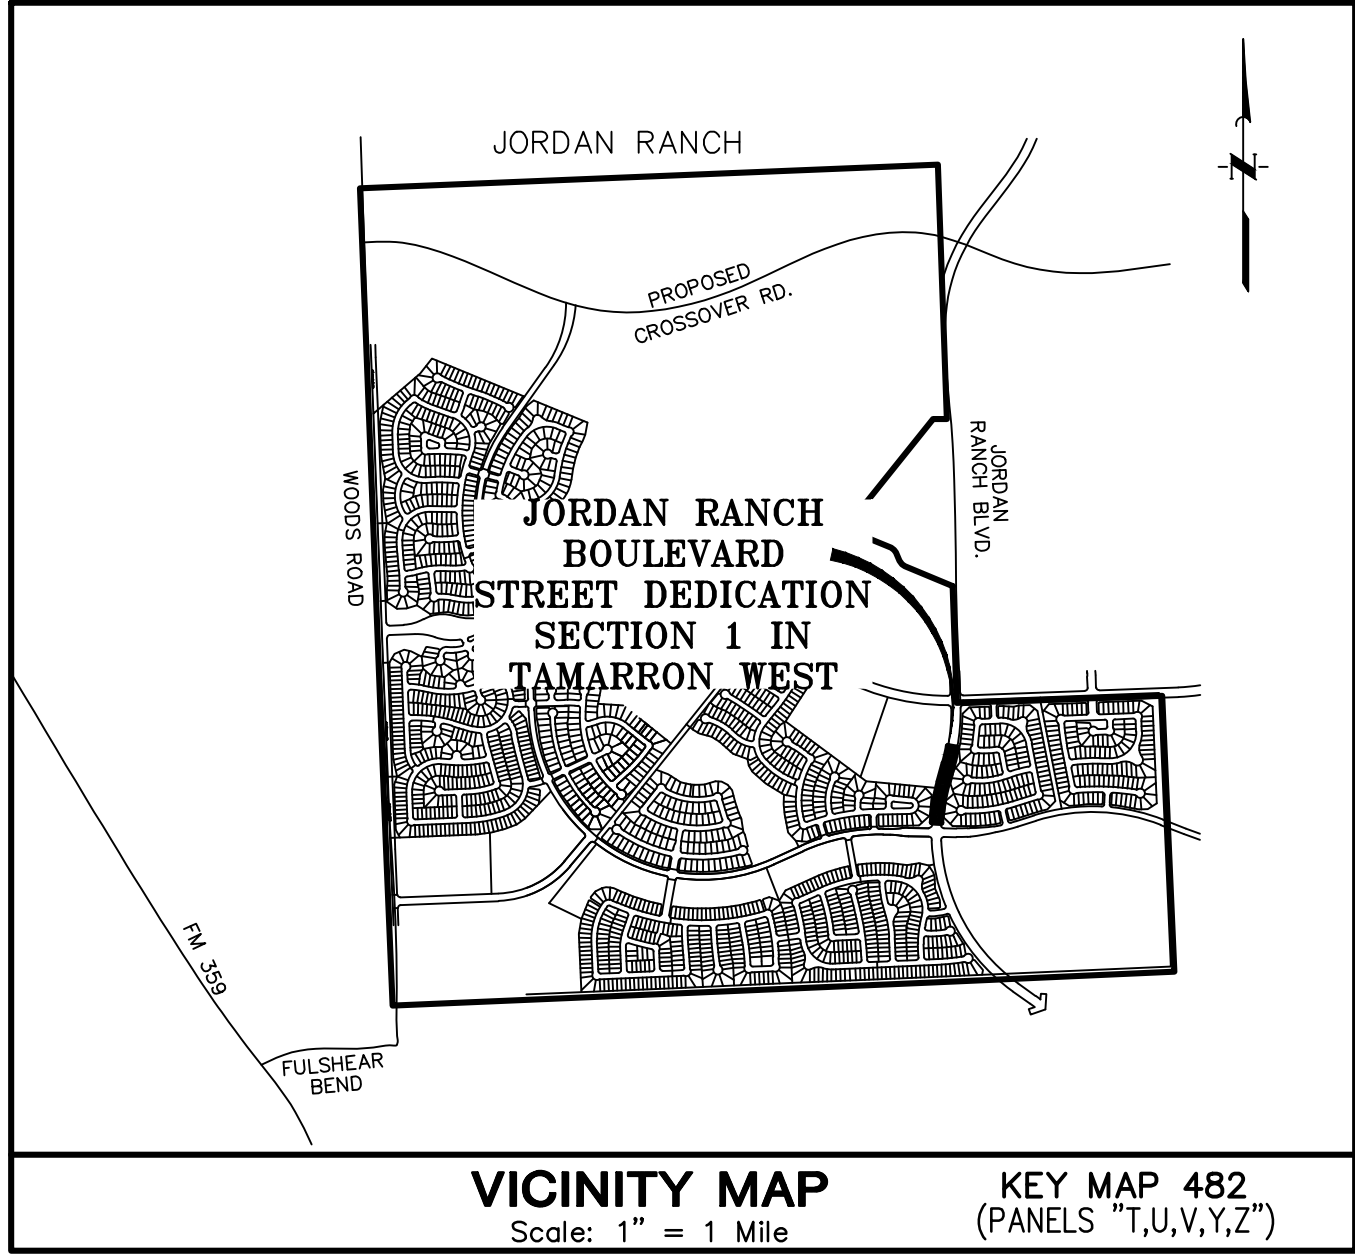 JORDAN RANCH
N
PROPOSED
CROSSOVER RD.
JORDAN
RANCH BLVD.
WOODS ROAD
JORDAN RANCH
BOULEVARD
STREET DEDICATION
SECTION 1 IN
TAMARRON WEST
FM 359
FULSHEAR
BEND
VICINITY MAP
Scale: 1" = 1 Mile
KEY MAP 482
(PANELS "T,U,V,Y,Z")